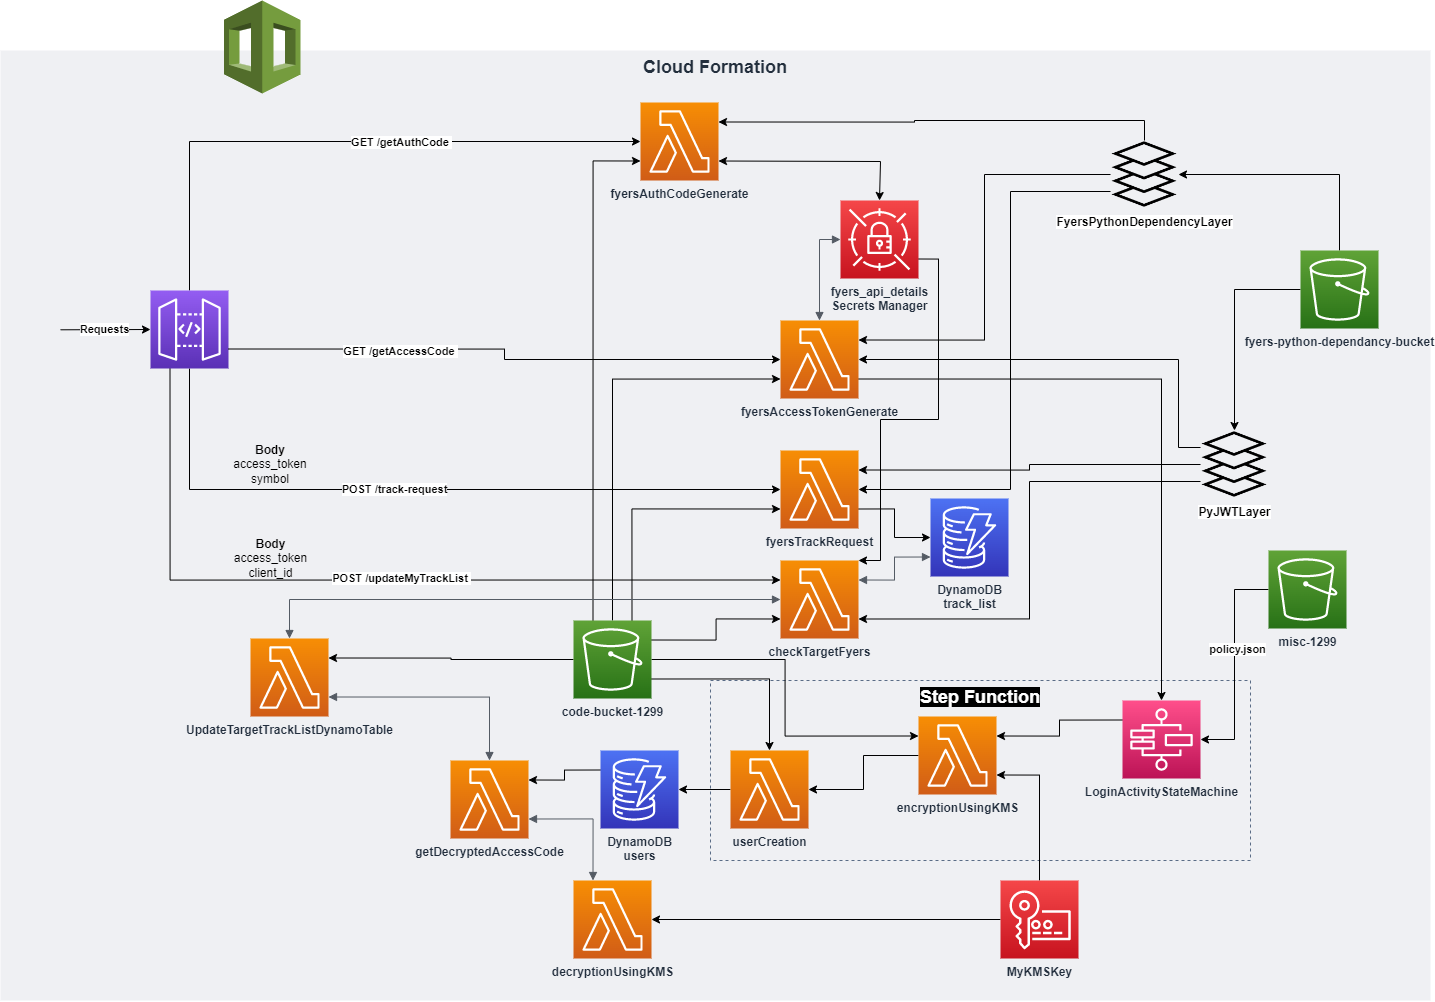 Cloud Formation
GET /getAuthCode
fyersAuthCodeGenerate
FyersPythonDependencyLayer
fyers_api_details
Secrets Manager
Requests
GET /getAccessCode
fyers-python-dependancy-bucket
fyersAccessTokenGenerate
Body
access_token
symbol
POST /track-request
PyJWTLayer
fyersTrackRequest
Body
access_token
client_id
POST /updateMyTrackList
DynamoDB
track_list
checkTargetFyers
misc-1299
policy.json
code-bucket-1299
Step Function
UpdateTargetTrackListDynamoTable
LoginActivityStateMachine
encryptionUsingKMS
DynamoDB
users
userCreation
getDecryptedAccessCode
decryptionUsingKMS
MyKMSKey